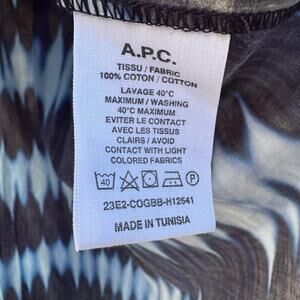 A.P.C.
TISSU / FABRIC
100% COTON / COTTON
LAVAGE 40°C
MAXIMUM / WASHING
40°C MAXIMUM
EVITER LE CONTACT
AVEC LES TISSUS
CLAIRS / AVOID
CONTACT WITH LIGHT
COLORED FABRICS
40 P
23E2-COGBB-H12541
MADE IN TUNISIA